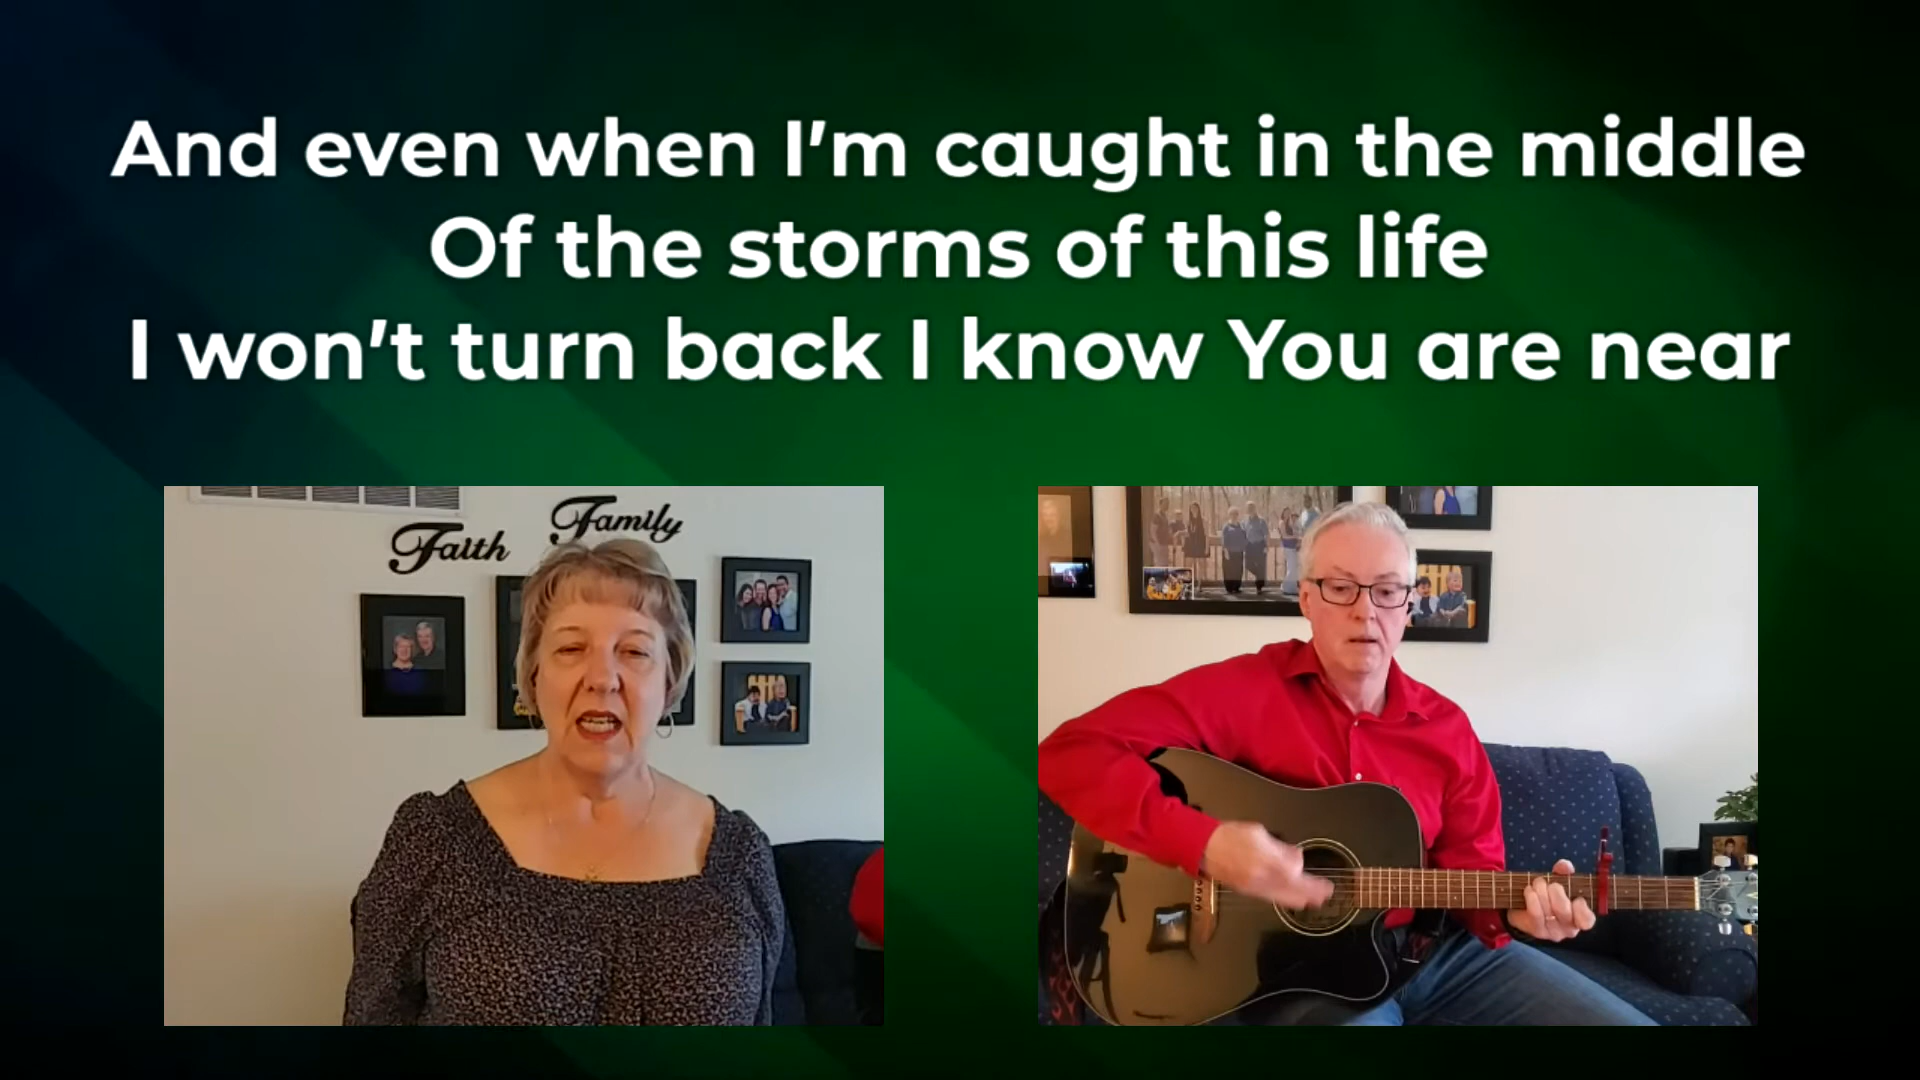 And even when I’m caught in the middle
Of the storms of this life
I won’t turn back I know You are near
Faith
Family